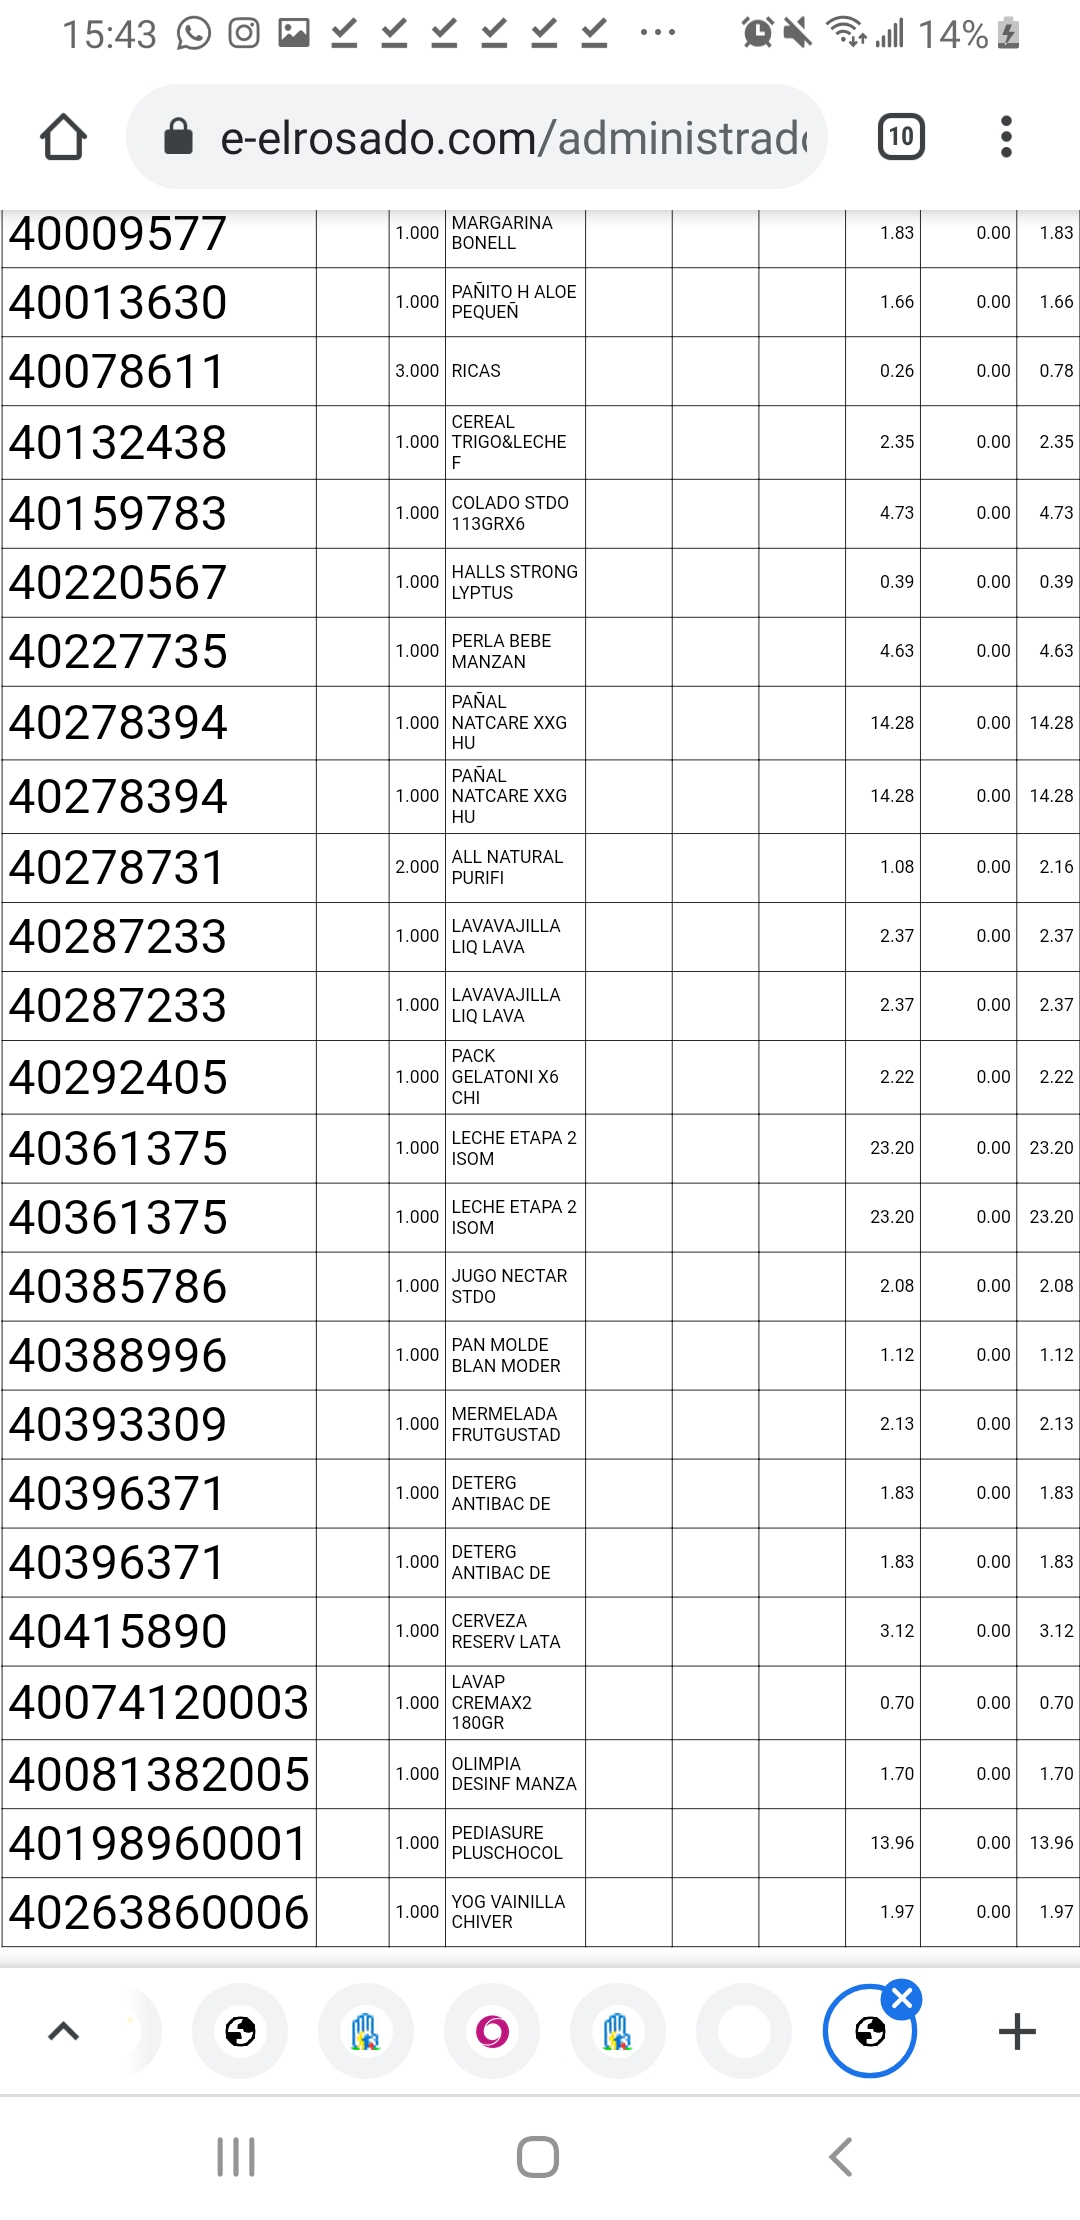 15:43 ... 14%
e-elrosado.com/administrad
10
40009577 1.000 MARGARINA BONELL 1.83 0.00 1.83
40013630 1.000 PAÑITO H ALOE PEQUEÑ 1.66 0.00 1.66
40078611 3.000 RICAS 0.26 0.00 0.78
40132438 1.000 CEREAL TRIGO&LECHE F 2.35 0.00 2.35
40159783 1.000 COLADO STDO 113GRX6 4.73 0.00 4.73
40220567 1.000 HALLS STRONG LYPTUS 0.39 0.00 0.39
40227735 1.000 PERLA BEBE MANZAN 4.63 0.00 4.63
40278394 1.000 PAÑAL NATCARE XXG HU 14.28 0.00 14.28
40278394 1.000 PAÑAL NATCARE XXG HU 14.28 0.00 14.28
40278731 2.000 ALL NATURAL PURIFI 1.08 0.00 2.16
40287233 1.000 LAVAVAJILLA LIQ LAVA 2.37 0.00 2.37
40287233 1.000 LAVAVAJILLA LIQ LAVA 2.37 0.00 2.37
40292405 1.000 PACK GELATONI X6 CHI 2.22 0.00 2.22
40361375 1.000 LECHE ETAPA 2 ISOM 23.20 0.00 23.20
40361375 1.000 LECHE ETAPA 2 ISOM 23.20 0.00 23.20
40385786 1.000 JUGO NECTAR STDO 2.08 0.00 2.08
40388996 1.000 PAN MOLDE BLAN MODER 1.12 0.00 1.12
40393309 1.000 MERMELADA FRUTGUSTAD 2.13 0.00 2.13
40396371 1.000 DETERG ANTIBAC DE 1.83 0.00 1.83
40396371 1.000 DETERG ANTIBAC DE 1.83 0.00 1.83
40415890 1.000 CERVEZA RESERV LATA 3.12 0.00 3.12
40074120003 1.000 LAVAP CREMAX2 180GR 0.70 0.00 0.70
40081382005 1.000 OLIMPIA DESINF MANZA 1.70 0.00 1.70
40198960001 1.000 PEDIASURE PLUSCHOCOL 13.96 0.00 13.96
40263860006 1.000 YOG VAINILLA CHIVER 1.97 0.00 1.97